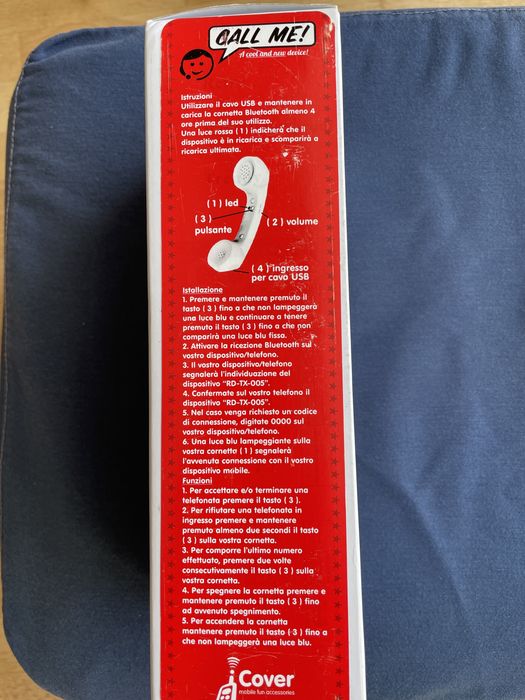 CALL ME!
A cool and new device!
Istruzioni
Utilizzare il cavo USB e mantenere in
carica la cornetta Bluetooth almeno 4
ore prima del suo utilizzo.
Una luce rossa ( 1 ) indicherà che il
dispositivo è in ricarica e scomparirà a
ricarica ultimata.
( 1 ) led
( 3 )
pulsante
( 2 ) volume
( 4 ) ingresso
per cavo USB
Istallazione
1. Premere e mantenere premuto il
tasto ( 3 ) fino a che non lampeggerà
una luce blu e continuare a tenere
premuto il tasto ( 3 ) fino a che non
comparirà una luce blu fissa.
2. Attivare la ricezione Bluetooth sul
vostro dispositivo/telefono.
3. Il vostro dispositivo/telefono
segnalerà l'individuazione del
dispositivo "RD-TX-005".
4. Confermate sul vostro telefono il
dispositivo "RD-TX-005".
5. Nel caso venga richiesto un codice
di connessione, digitate 0000 sul
vostro dispositivo/telefono.
6. Una luce blu lampeggiante sulla
vostra cornetta ( 1 ) segnalerà
l'avvenuta connessione con il vostro
dispositivo mobile.
Funzioni
1. Per accettare e/o terminare una
telefonata premere il tasto ( 3 ).
2. Per rifiutare una telefonata in
ingresso premere e mantenere
premuto almeno due secondi il tasto
( 3 ) sulla vostra cornetta.
3. Per comporre l'ultimo numero
effettuato, premere due volte
consecutivamente il tasto ( 3 ) sulla
vostra cornetta.
4. Per spegnere la cornetta premere e
mantenere premuto il tasto ( 3 ) fino
ad avvenuto spegnimento.
5. Per accendere la cornetta
mantenere premuto il tasto ( 3 ) fino a
che non lampeggerà una luce blu.
iCover
mobile fun accessories